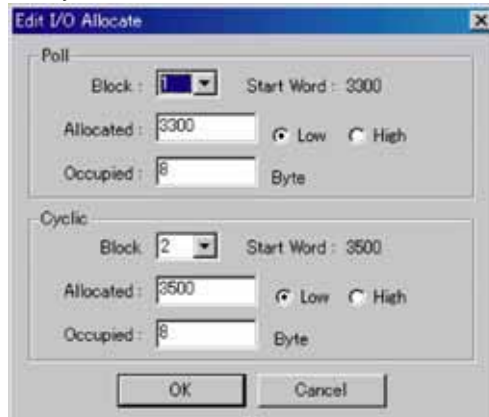 Edit I/O Allocate
Poll
Block : 1 Start Word : 3300
Allocated : 3300 Low High
Occupied : 8 Byte
Cyclic
Block 2 Start Word : 3500
Allocated : 3500 Low High
Occupied : 8 Byte
OK Cancel